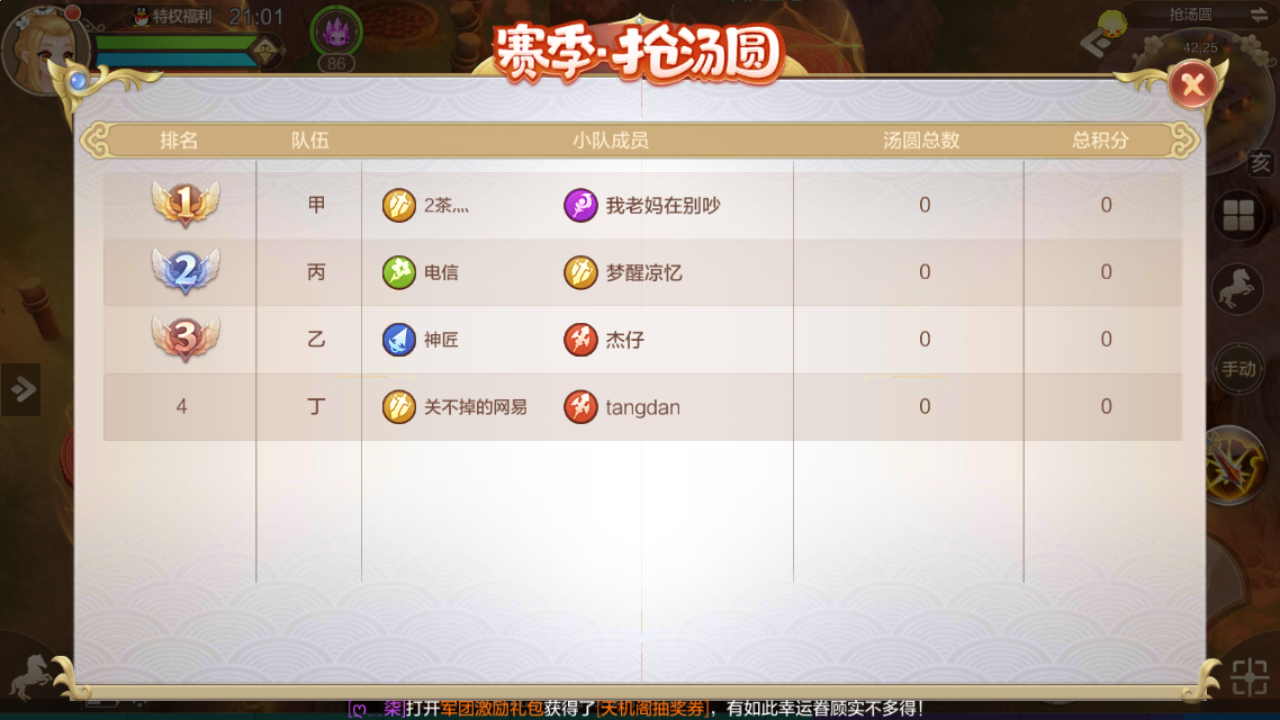 特权福利 21:01
86
赛季·抢汤圆
抢汤圆
42,25
排名 队伍 小队成员 汤圆总数 总积分
1 甲 2茶灬 我老妈在别吵 0 0
2 丙 电信 梦醒凉忆 0 0
3 乙 神匠 杰仔 0 0
4 丁 关不掉的网易 tangdan 0 0
亥
手动
柒]打开军团激励礼包获得了[天机阁抽奖券]，有如此幸运眷顾实不多得！